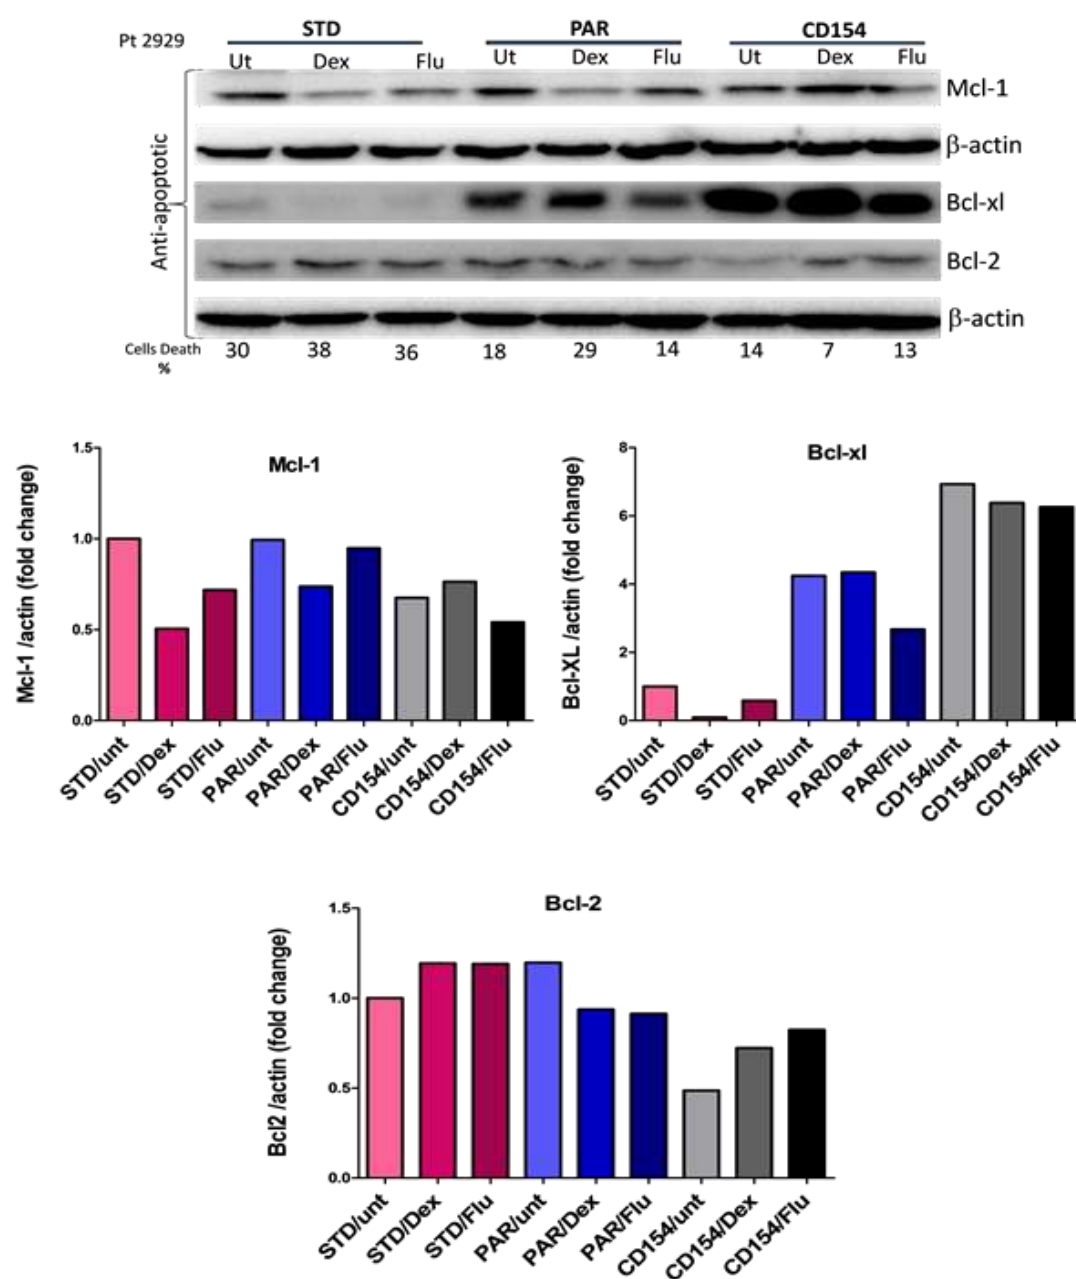 STD PAR CD154
Pt 2929
Ut Dex Flu Ut Dex Flu Ut Dex Flu
Anti-apoptotic
Mcl-1
β-actin
Bcl-xl
Bcl-2
β-actin
Cells Death % 30 38 36 18 29 14 14 7 13
Mcl-1
Mcl-1 /actin (fold change)
1.5
1.0
0.5
0.0
STD/unt STD/Dex STD/Flu PAR/unt PAR/Dex PAR/Flu CD154/unt CD154/Dex CD154/Flu
Bcl-xl
Bcl-XL /actin (fold change)
8
6
4
2
0
STD/unt STD/Dex STD/Flu PAR/unt PAR/Dex PAR/Flu CD154/unt CD154/Dex CD154/Flu
Bcl-2
Bcl2 /actin (fold change)
1.5
1.0
0.5
0.0
STD/unt STD/Dex STD/Flu PAR/unt PAR/Dex PAR/Flu CD154/unt CD154/Dex CD154/Flu